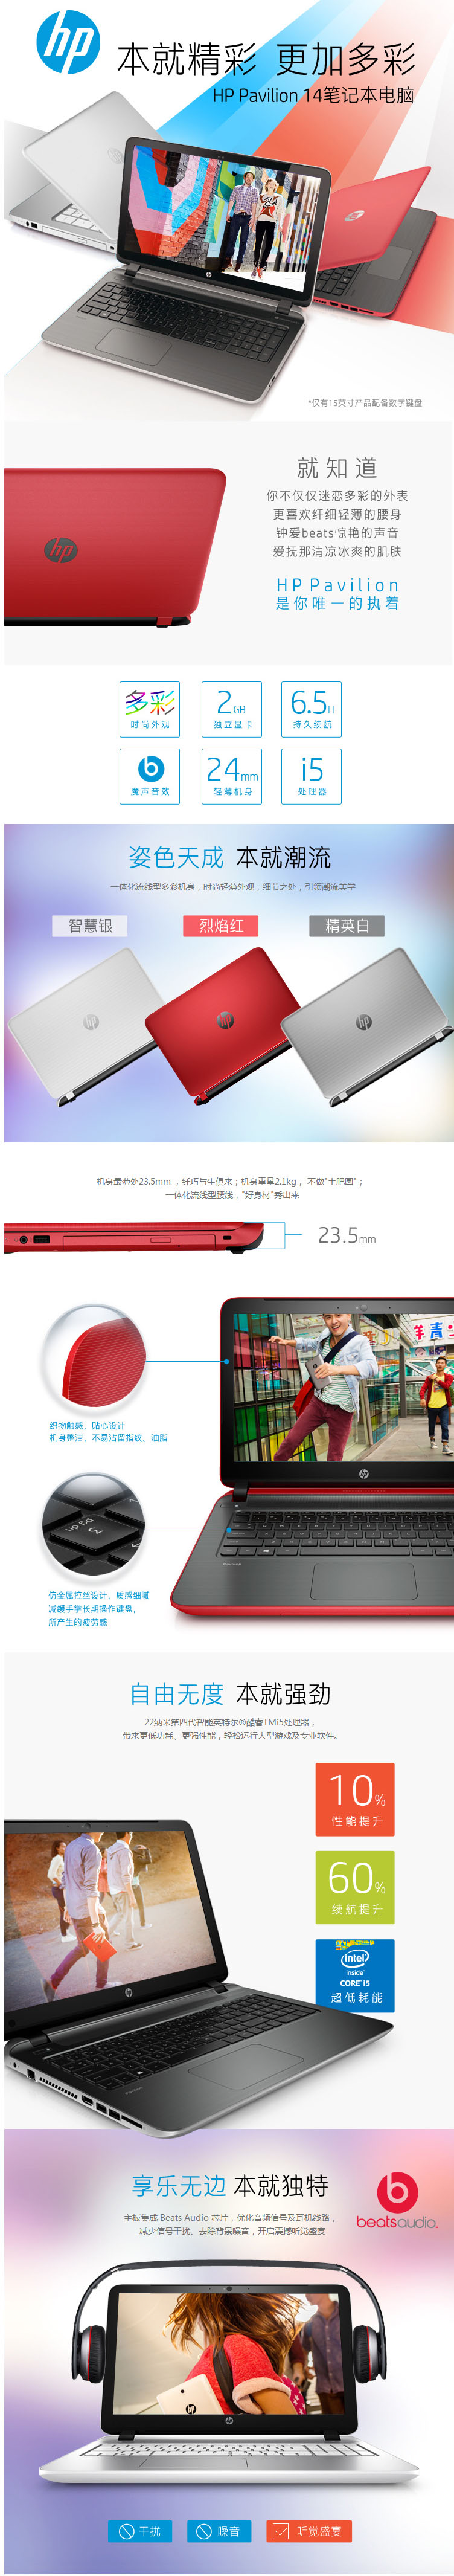 hp
本就精彩 更加多彩
HP Pavilion 14笔记本电脑
*仅有15英寸产品配备数字键盘
就知道
你不仅仅迷恋多彩的外表
更喜欢纤细轻薄的腰身
钟爱beats惊艳的声音
爱抚那清凉冰爽的肌肤
HP Pavilion
是你唯一的执着
多彩
时尚外观
2GB
独立显卡
6.5H
持久续航
b
魔声音效
24mm
轻薄机身
i5
处理器
姿色天成 本就潮流
一体化流线型多彩机身，时尚轻薄外观，细节之处，引领潮流美学
智慧银
烈焰红
精英白
机身最薄处23.5mm ，纤巧与生俱来；机身重量2.1kg ， 不做"土肥圆"；
一体化流线型腰线，"好身材"秀出来
23.5mm
织物触感，贴心设计
机身整洁，不易沾留指纹，油脂
羊青
3
pg dn
仿金属拉丝设计，质感细腻
减缓手掌长期操作键盘，
所产生的疲劳感
自由无度 本就强劲
22纳米第四代智能英特尔®酷睿TMi5处理器，
带来更低功耗、更强性能，轻松运行大型游戏及专业软件。
10%
性能提升
60%
续航提升
intel
inside
CORE i5
超低耗能
享乐无边 本就独特
主板集成 Beats Audio 芯片，优化音频信号及耳机线路，
减少信号干扰、去除背景噪音，开启震撼听觉盛宴
beatsaudio.
干扰
噪音
听觉盛宴